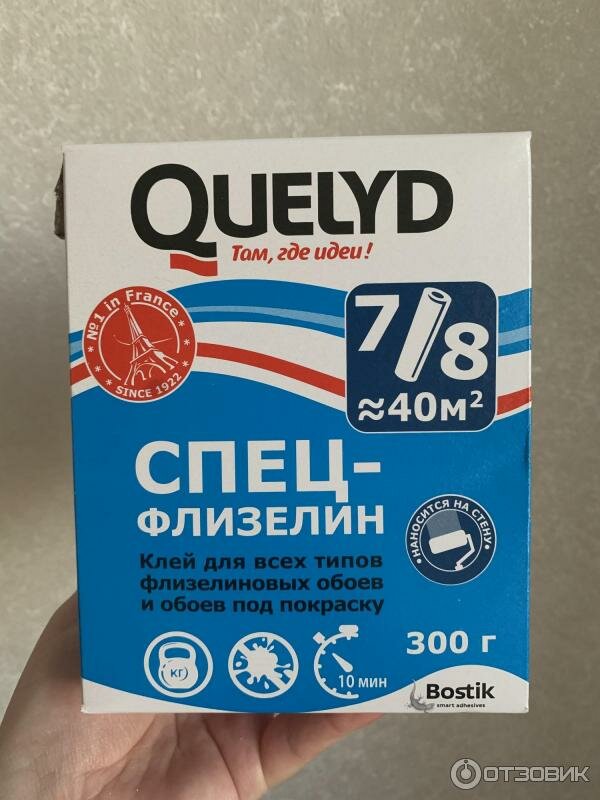 QUELYD
Там, где идеи!
№1 in France
SINCE 1922
7/8
≈40м²
СПЕЦ-
ФЛИЗЕЛИН
НАНОСИТСЯ НА СТЕНУ
Клей для всех типов
флизелиновых обоев
и обоев под покраску
кг
10 мин
300 г
Bostik
smart adhesives
ОТЗОВИК